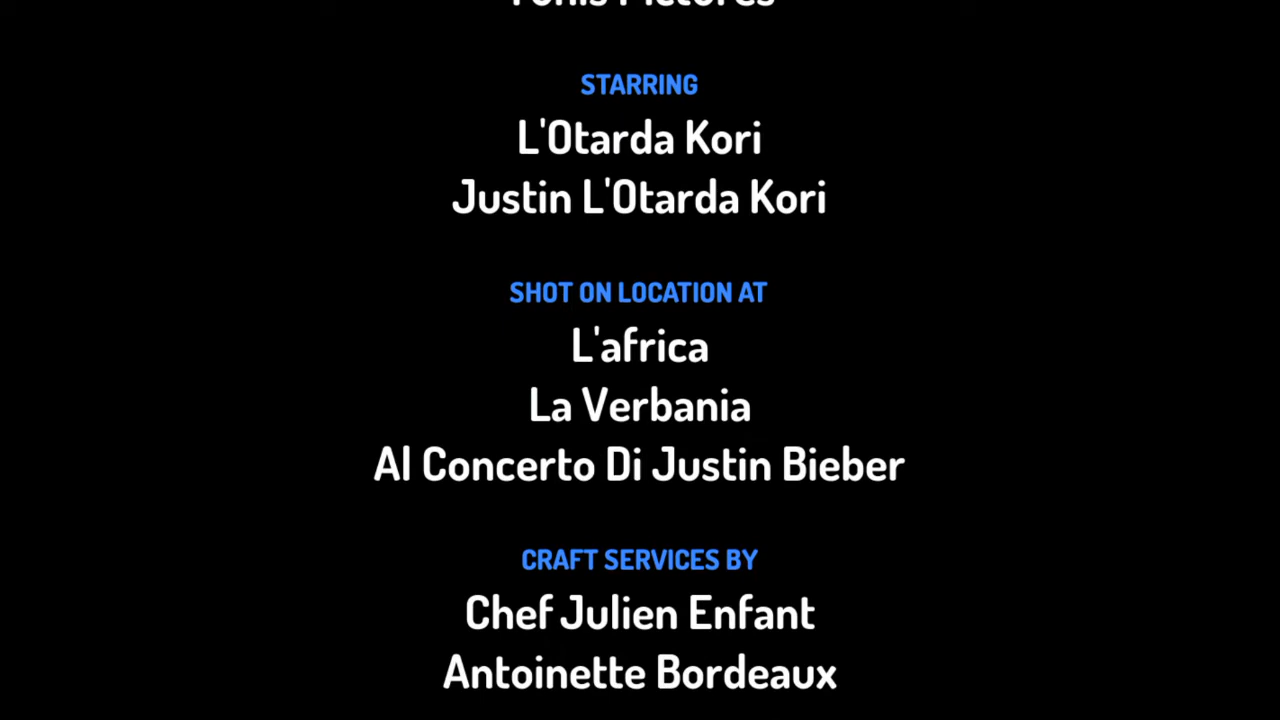 STARRING
L'Otarda Kori
Justin L'Otarda Kori
SHOT ON LOCATION AT
L'africa
La Verbania
Al Concerto Di Justin Bieber
CRAFT SERVICES BY
Chef Julien Enfant
Antoinette Bordeaux